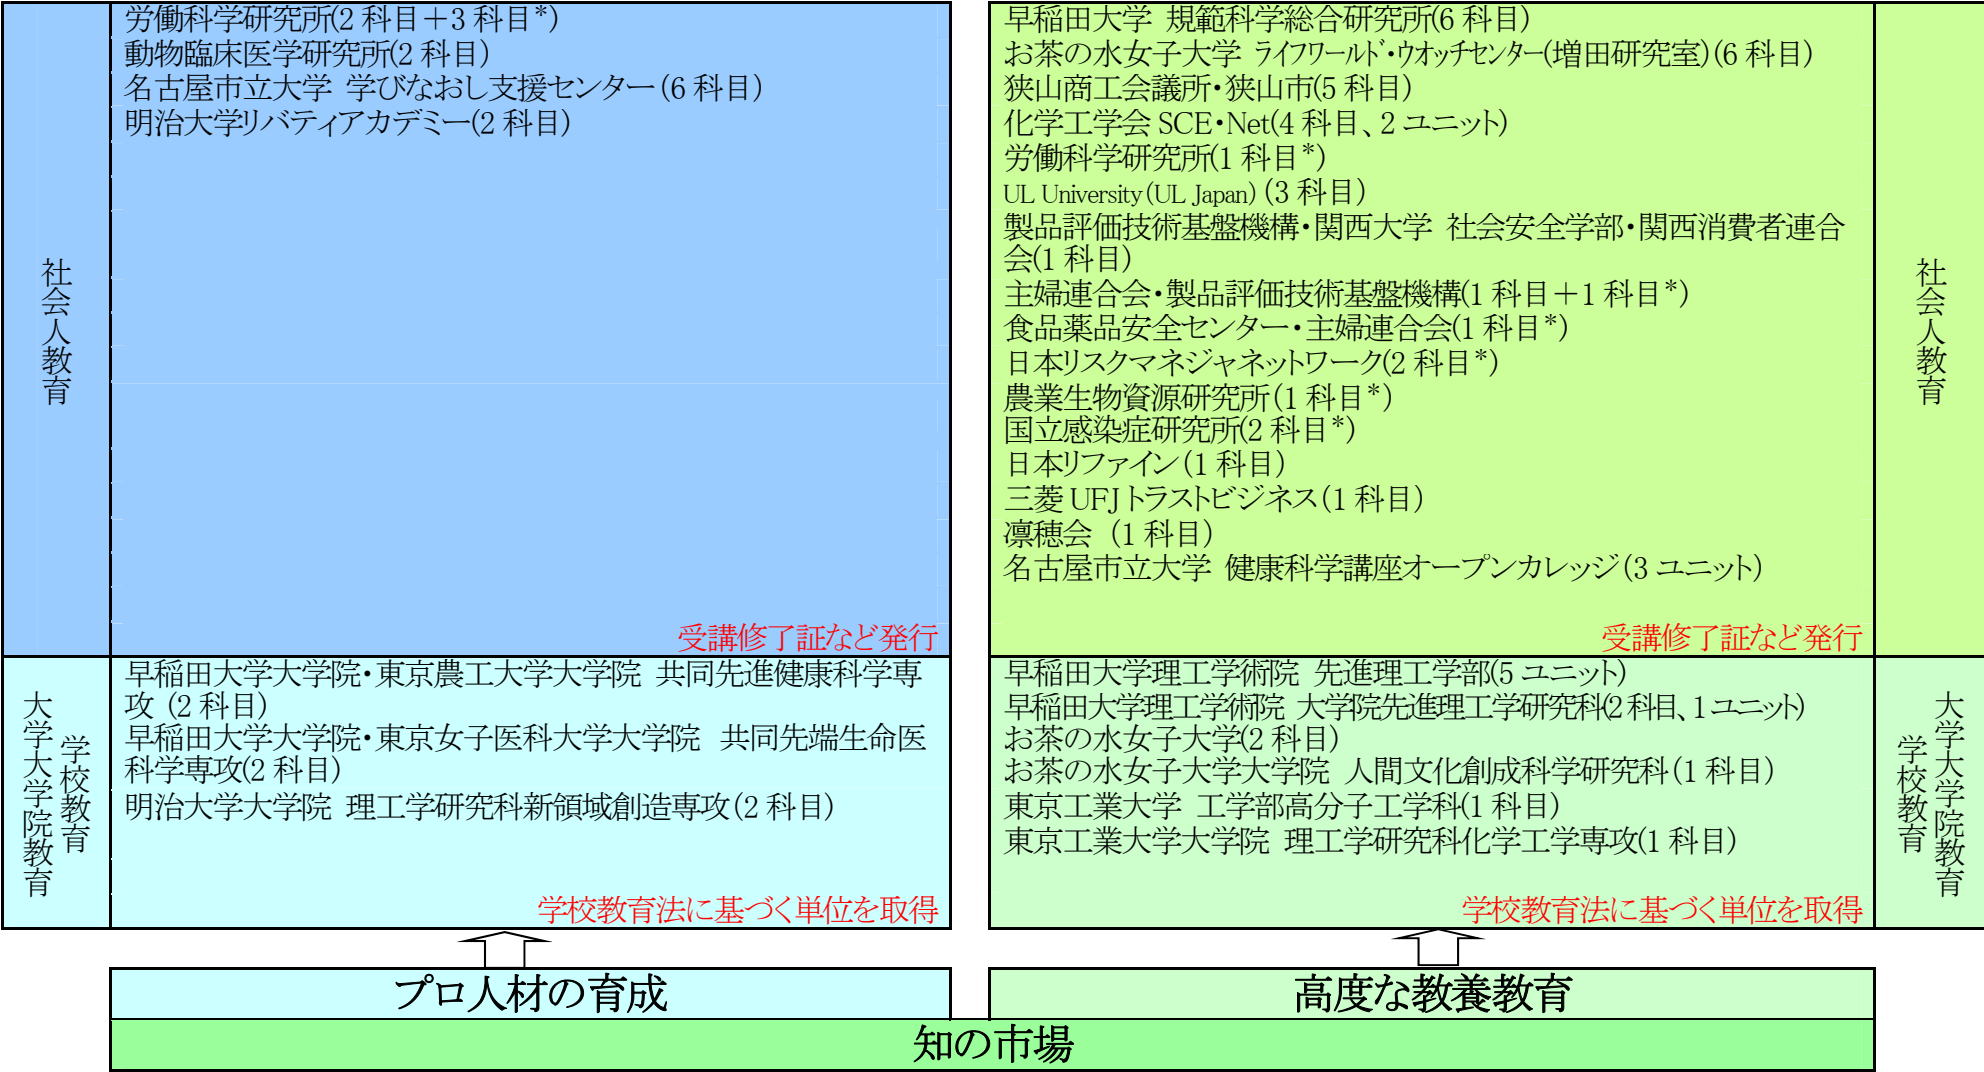 社会人教育
労働科学研究所(2 科目＋3 科目*)
動物臨床医学研究所(2 科目)
名古屋市立大学 学びなおし支援センター(6 科目)
明治大学リバティアカデミー(2 科目)
受講修了証など発行
大学大学院教育
学校教育
早稲田大学大学院・東京農工大学大学院 共同先進健康科学専
攻 (2 科目)
早稲田大学大学院・東京女子医科大学大学院 共同先端生命医
科学専攻(2 科目)
明治大学大学院 理工学研究科新領域創造専攻(2 科目)
学校教育法に基づく単位を取得
早稲田大学 規範科学総合研究所(6 科目)
お茶の水女子大学 ライフワールド・ウオッチセンター(増田研究室)(6 科目)
狭山商工会議所・狭山市(5 科目)
化学工学会 SCE・Net(4 科目、2 ユニット)
労働科学研究所(1 科目*)
UL University(UL Japan)(3 科目)
製品評価技術基盤機構・関西大学 社会安全学部・関西消費者連合
会(1 科目)
主婦連合会・製品評価技術基盤機構(1 科目＋1 科目*)
食品薬品安全センター・主婦連合会(1 科目*)
日本リスクマネジャネットワーク(2 科目*)
農業生物資源研究所(1 科目*)
国立感染症研究所(2 科目*)
日本リファイン(1 科目)
三菱 UFJ トラストビジネス(1 科目)
凛穂会 (1 科目)
名古屋市立大学 健康科学講座オープンカレッジ(3 ユニット)
受講修了証など発行
社会人教育
早稲田大学理工学術院 先進理工学部(5 ユニット)
早稲田大学理工学術院 大学院先進理工学研究科(2 科目、1 ユニット)
お茶の水女子大学(2 科目)
お茶の水女子大学大学院 人間文化創成科学研究科(1 科目)
東京工業大学 工学部高分子工学科(1 科目)
東京工業大学大学院 理工学研究科化学工学専攻(1 科目)
学校教育法に基づく単位を取得
大学大学院教育
学校教育
プロ人材の育成
高度な教養教育
知の市場